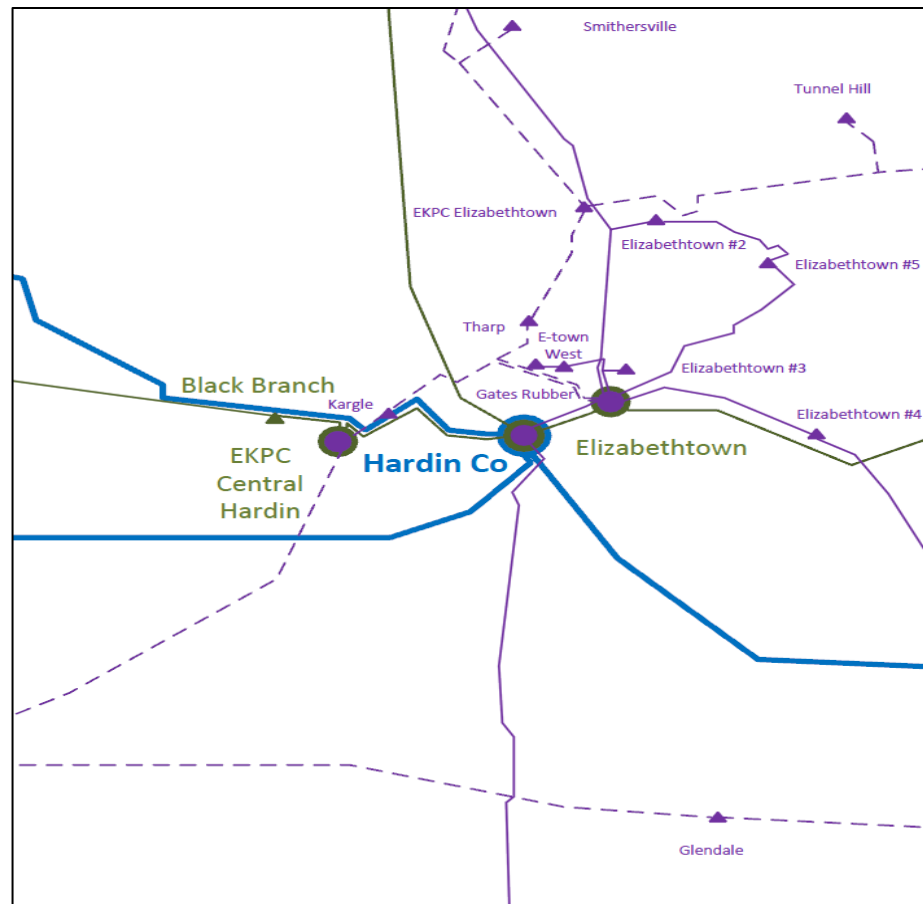 Smithersville
Tunnel Hill
EKPC Elizabethtown
Elizabethtown #2
Elizabethtown #5
Tharp
E-town
West
Elizabethtown #3
Black Branch
Gates Rubber
Kargle
Elizabethtown #4
Elizabethtown
Hardin Co
EKPC
Central
Hardin
Glendale